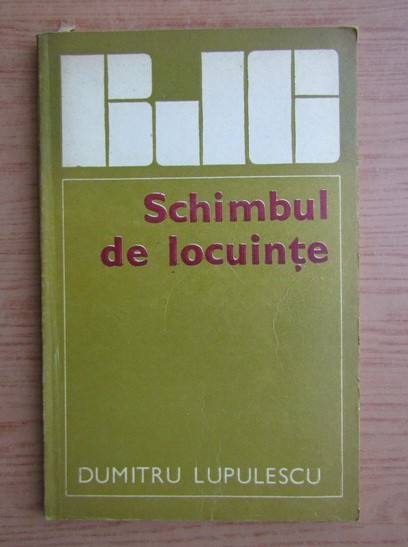 BJC
Schimbul
de locuințe
DUMITRU LUPULESCU